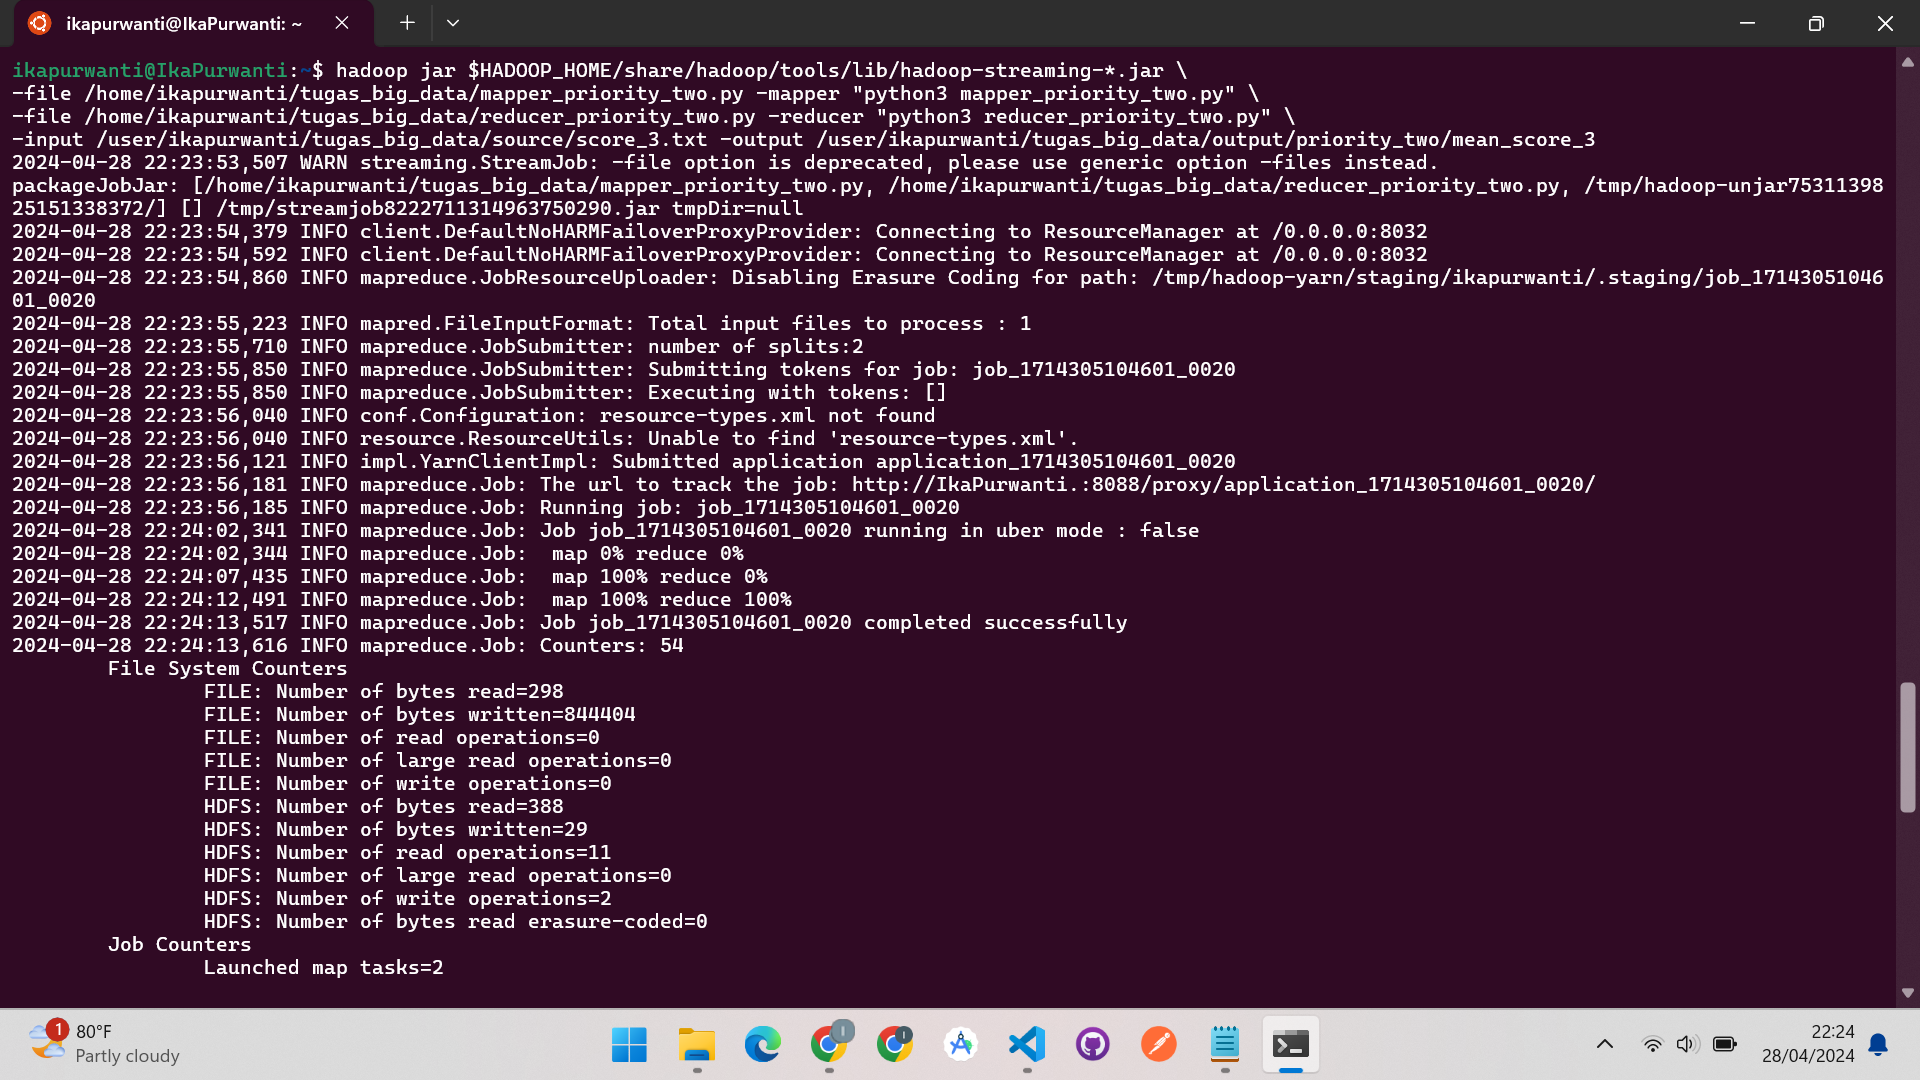 ikapurwanti@IkaPurwanti: ~
ikapurwanti@IkaPurwanti:~$ hadoop jar $HADOOP_HOME/share/hadoop/tools/lib/hadoop-streaming-*.jar \
-file /home/ikapurwanti/tugas_big_data/mapper_priority_two.py -mapper "python3 mapper_priority_two.py" \
-file /home/ikapurwanti/tugas_big_data/reducer_priority_two.py -reducer "python3 reducer_priority_two.py" \
-input /user/ikapurwanti/tugas_big_data/source/score_3.txt -output /user/ikapurwanti/tugas_big_data/output/priority_two/mean_score_3
2024-04-28 22:23:53,507 WARN streaming.StreamJob: -file option is deprecated, please use generic option -files instead.
packageJobJar: [/home/ikapurwanti/tugas_big_data/mapper_priority_two.py, /home/ikapurwanti/tugas_big_data/reducer_priority_two.py, /tmp/hadoop-unjar75311398
25151338372/] [] /tmp/streamjob8222711314963750290.jar tmpDir=null
2024-04-28 22:23:54,379 INFO client.DefaultNoHARMFailoverProxyProvider: Connecting to ResourceManager at /0.0.0.0:8032
2024-04-28 22:23:54,592 INFO client.DefaultNoHARMFailoverProxyProvider: Connecting to ResourceManager at /0.0.0.0:8032
2024-04-28 22:23:54,860 INFO mapreduce.JobResourceUploader: Disabling Erasure Coding for path: /tmp/hadoop-yarn/staging/ikapurwanti/.staging/job_17143051046
01_0020
2024-04-28 22:23:55,223 INFO mapred.FileInputFormat: Total input files to process : 1
2024-04-28 22:23:55,710 INFO mapreduce.JobSubmitter: number of splits:2
2024-04-28 22:23:55,850 INFO mapreduce.JobSubmitter: Submitting tokens for job: job_1714305104601_0020
2024-04-28 22:23:55,850 INFO mapreduce.JobSubmitter: Executing with tokens: []
2024-04-28 22:23:56,040 INFO conf.Configuration: resource-types.xml not found
2024-04-28 22:23:56,040 INFO resource.ResourceUtils: Unable to find 'resource-types.xml'.
2024-04-28 22:23:56,121 INFO impl.YarnClientImpl: Submitted application application_1714305104601_0020
2024-04-28 22:23:56,181 INFO mapreduce.Job: The url to track the job: http://IkaPurwanti.:8088/proxy/application_1714305104601_0020/
2024-04-28 22:23:56,185 INFO mapreduce.Job: Running job: job_1714305104601_0020
2024-04-28 22:24:02,341 INFO mapreduce.Job: Job job_1714305104601_0020 running in uber mode : false
2024-04-28 22:24:02,344 INFO mapreduce.Job:  map 0% reduce 0%
2024-04-28 22:24:07,435 INFO mapreduce.Job:  map 100% reduce 0%
2024-04-28 22:24:12,491 INFO mapreduce.Job:  map 100% reduce 100%
2024-04-28 22:24:13,517 INFO mapreduce.Job: Job job_1714305104601_0020 completed successfully
2024-04-28 22:24:13,616 INFO mapreduce.Job: Counters: 54
File System Counters
FILE: Number of bytes read=298
FILE: Number of bytes written=844404
FILE: Number of read operations=0
FILE: Number of large read operations=0
FILE: Number of write operations=0
HDFS: Number of bytes read=388
HDFS: Number of bytes written=29
HDFS: Number of read operations=11
HDFS: Number of large read operations=0
HDFS: Number of write operations=2
HDFS: Number of bytes read erasure-coded=0
Job Counters
Launched map tasks=2
1
80°F
Partly cloudy
22:24
28/04/2024